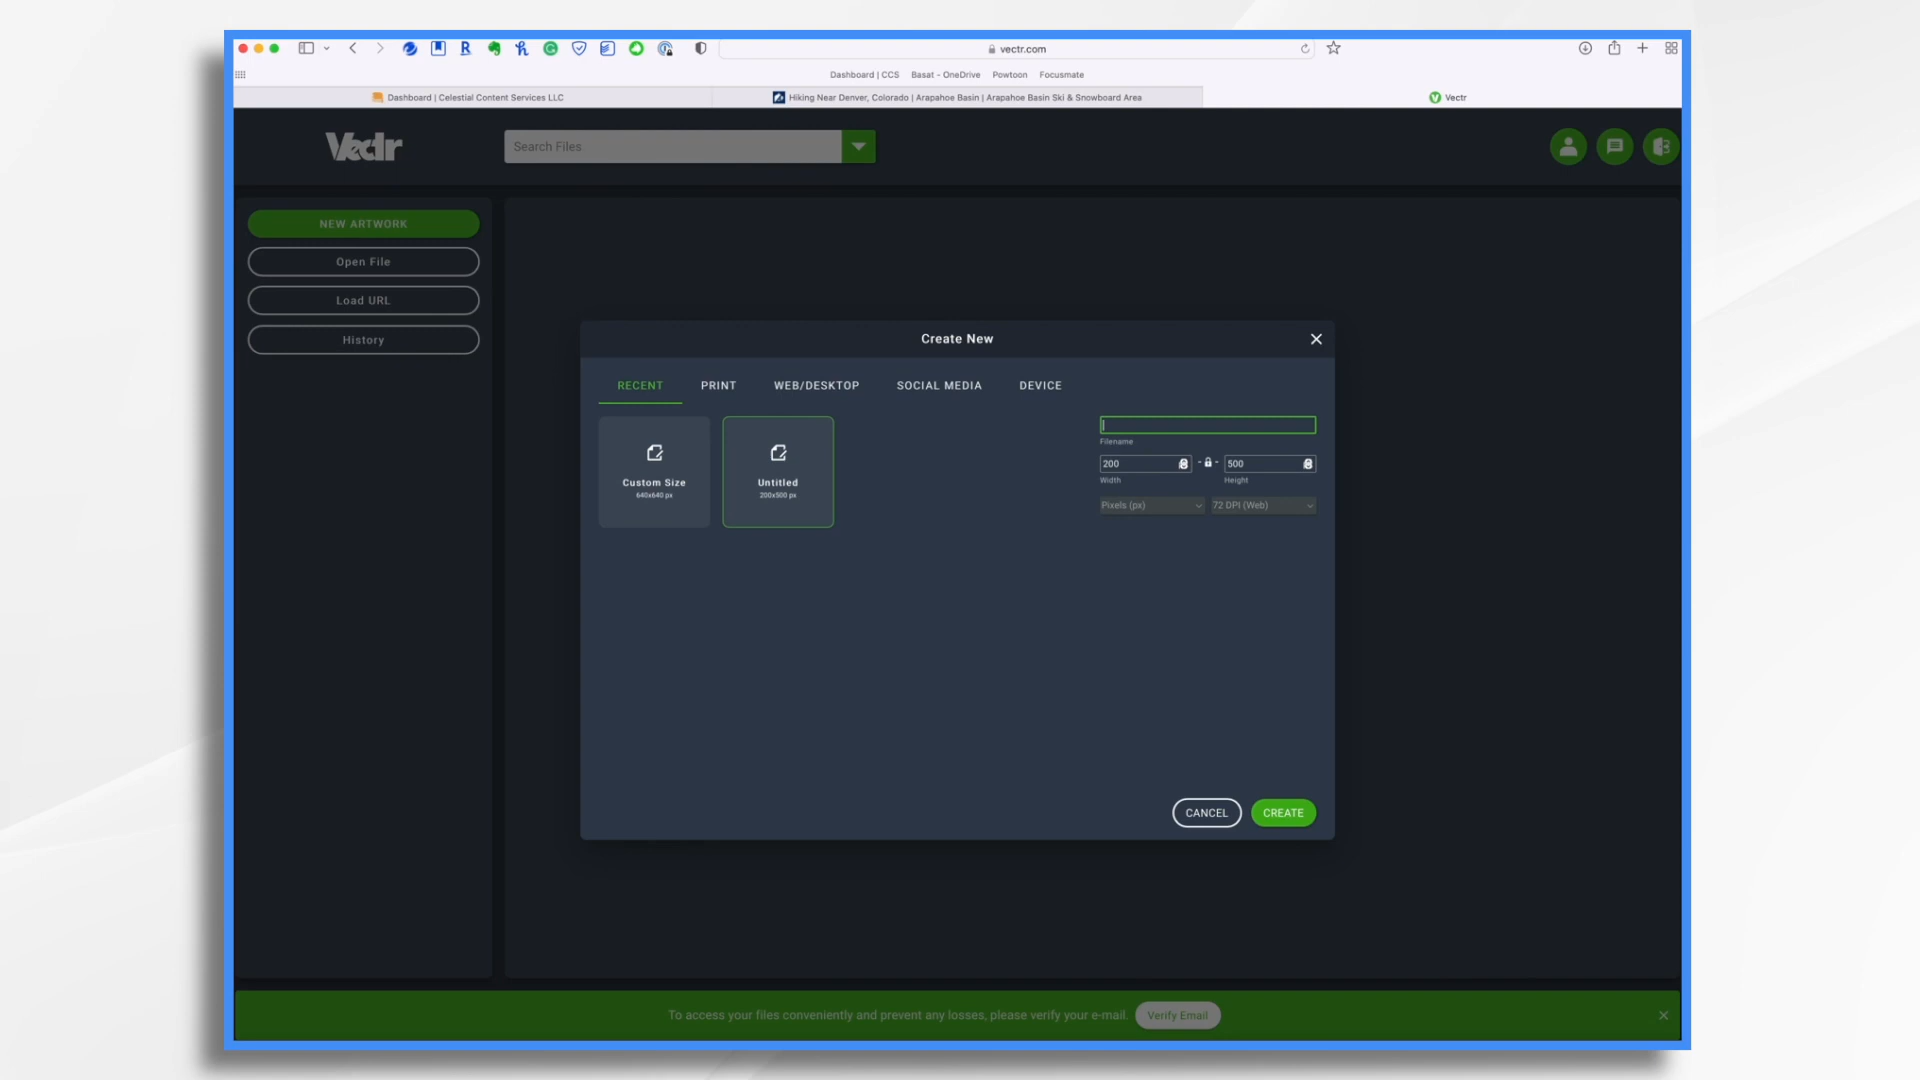 vectr.com
Dashboard | CCS Basat - OneDrive Powtoon Focusmate
Dashboard | Celestial Content Services LLC
Hiking Near Denver, Colorado | Arapahoe Basin | Arapahoe Basin Ski & Snowboard Area
Vectr
Vectr
Search Files
NEW ARTWORK
Open File
Load URL
History
Create New
RECENT PRINT WEB/DESKTOP SOCIAL MEDIA DEVICE
Custom Size
640x640 px
Untitled
200x500 px
Filename
200 - - 500
Width Height
Pixels (px) 72 DPI (Web)
CANCEL CREATE
To access your files conveniently and prevent any losses, please verify your e-mail. Verify Email